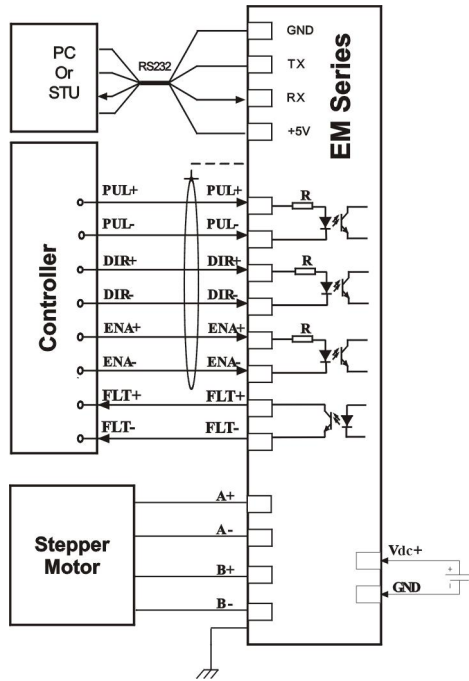 PC
Or
STU
RS232
GND
TX
RX
+5V
EM Series
Controller
PUL+ PUL+ R
PUL- PUL-
DIR+ DIR+ R
DIR- DIR-
ENA+ ENA+ R
ENA- ENA-
FLT+ FLT+
FLT- FLT-
Stepper
Motor
A+
A-
B+
B-
Vdc+
+
GND
-